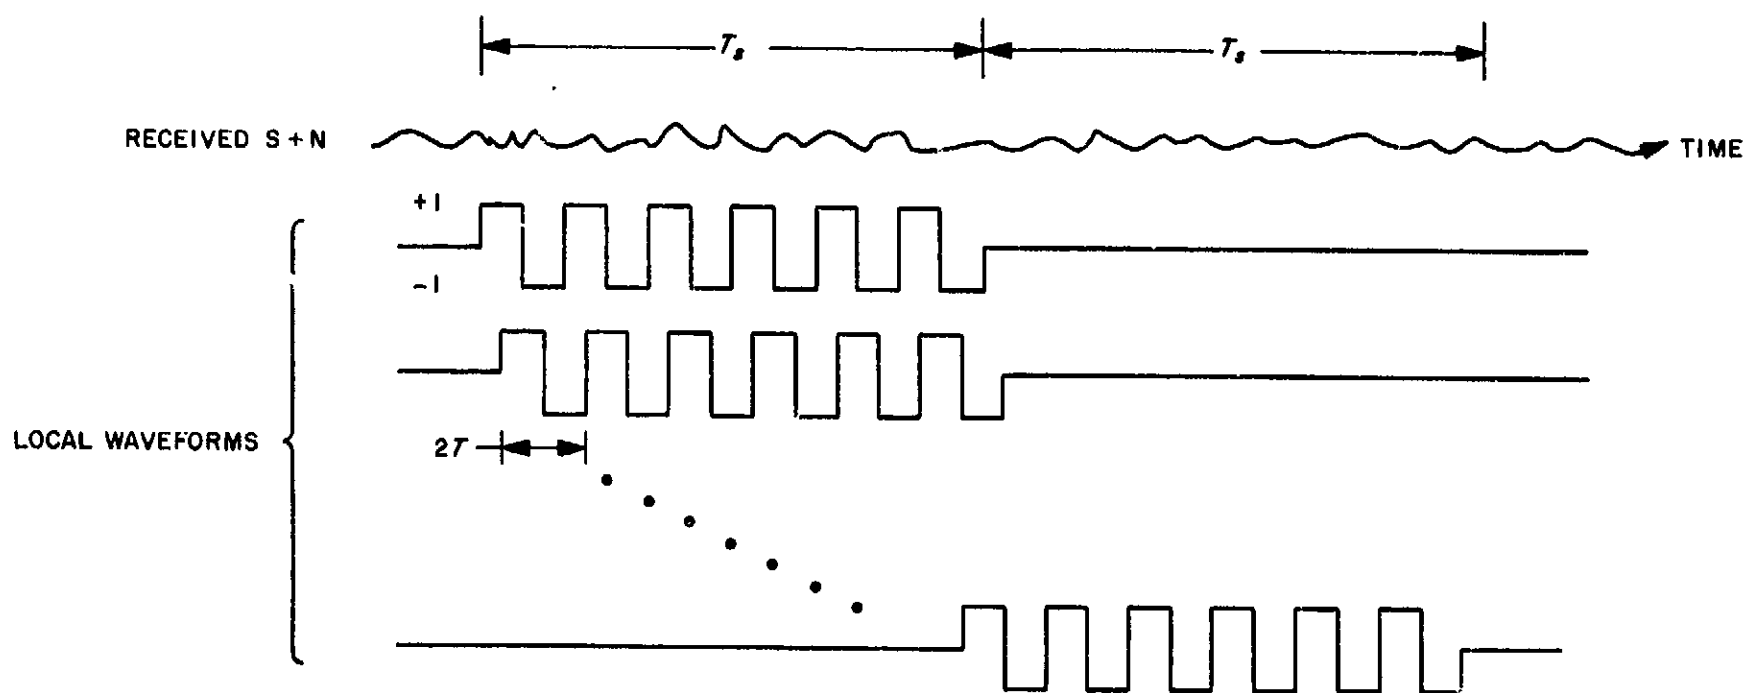 T_s T_s
RECEIVED S + N
TIME
+1
-1
LOCAL WAVEFORMS
2T